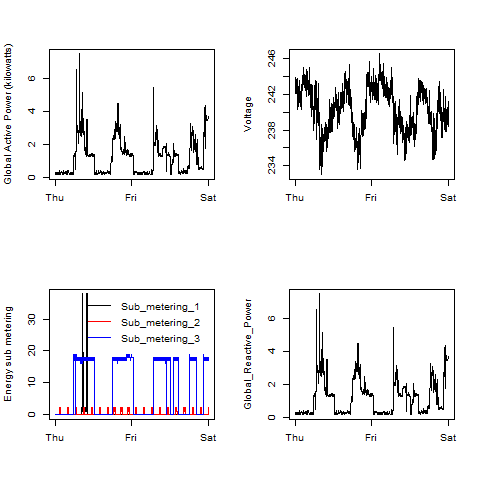 Global Active Power (kilowatts)
0 2 4 6
Thu Fri Sat
Voltage
234 238 242 246
Thu Fri Sat
Energy sub metering
0 10 20 30
Sub_metering_1
Sub_metering_2
Sub_metering_3
Thu Fri Sat
Global_Reactive_Power
0 2 4 6
Thu Fri Sat